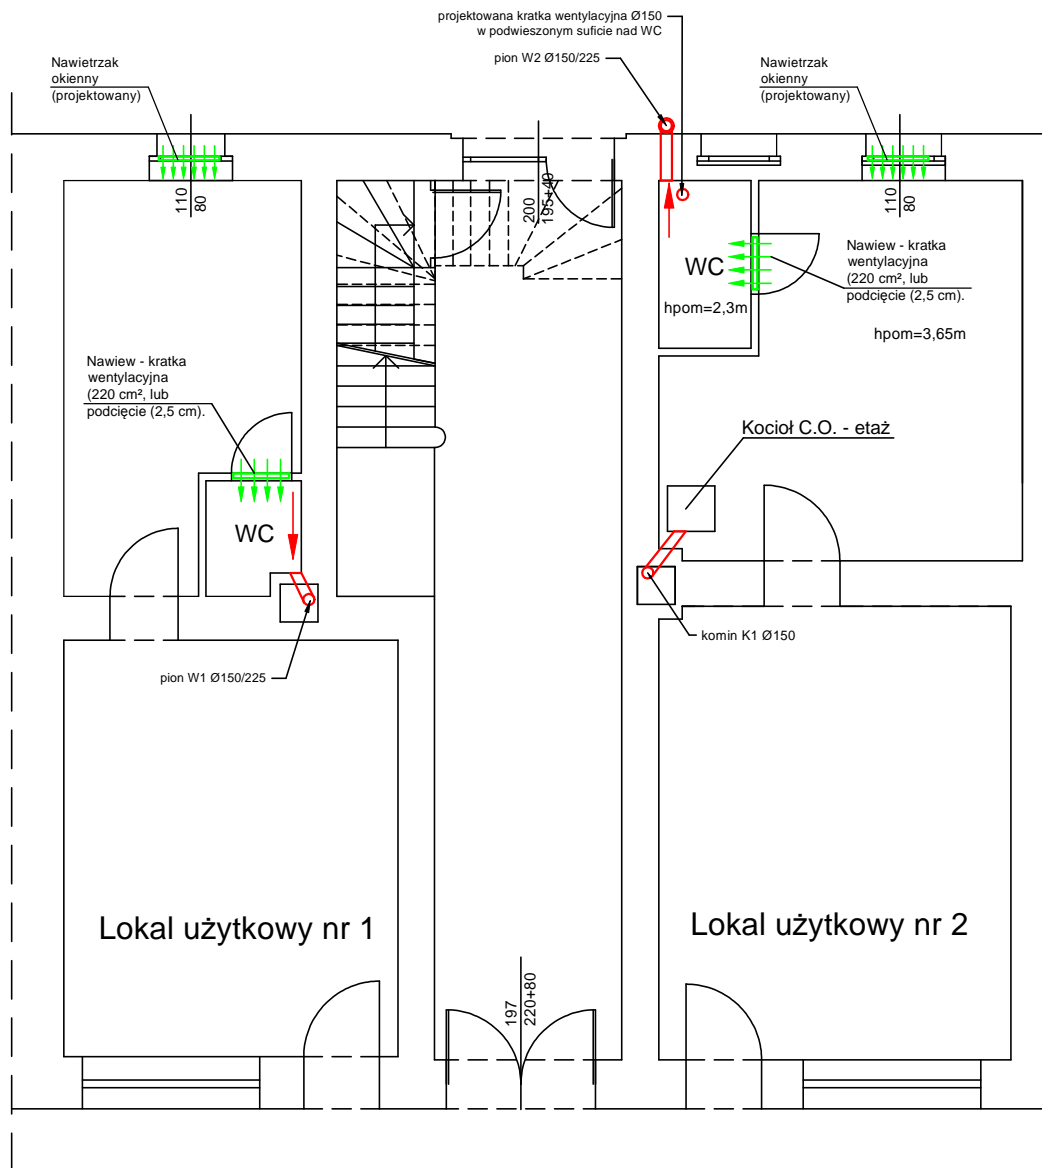 projektowana kratka wentylacyjna Ø150
w podwieszonym suficie nad WC
pion W2 Ø150/225
Nawietrzak
okienny
(projektowany)
Nawietrzak
okienny
(projektowany)
110
80
200
195+40
110
80
WC
hpom=2,3m
Nawiew - kratka
wentylacyjna
(220 cm², lub
podcięcie (2,5 cm).
hpom=3,65m
Nawiew - kratka
wentylacyjna
(220 cm², lub
podcięcie (2,5 cm).
Kocioł C.O. - etaż
WC
komin K1 Ø150
pion W1 Ø150/225
Lokal użytkowy nr 1
Lokal użytkowy nr 2
197
220+80